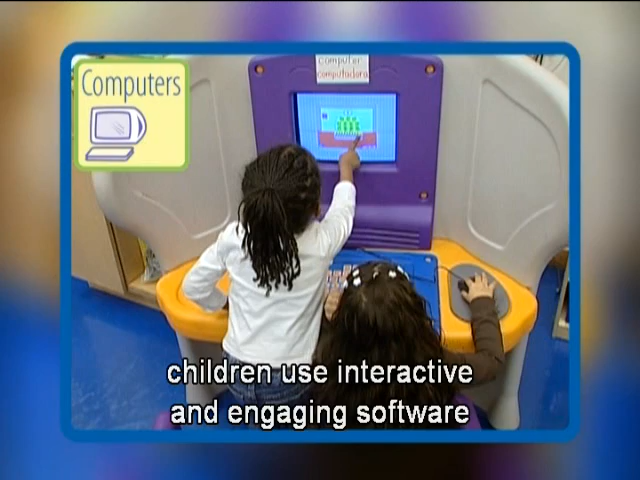 computer
computadora
Computers
children use interactive
and engaging software